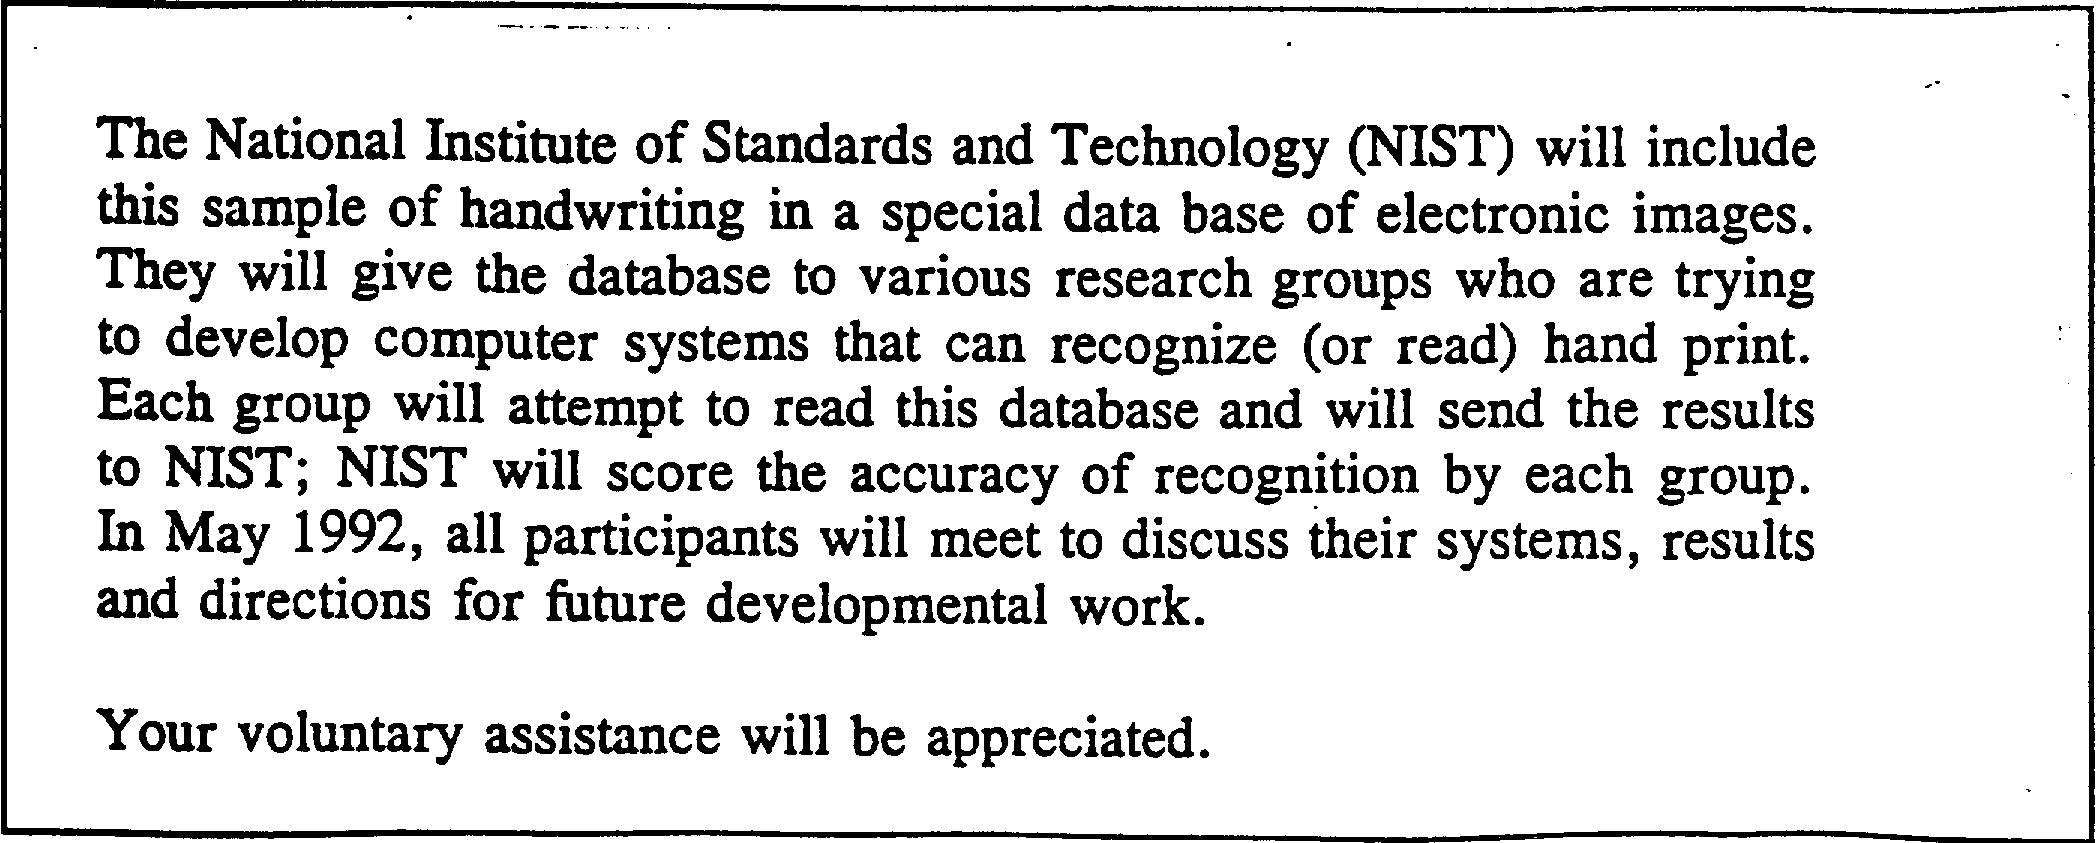 The National Institute of Standards and Technology (NIST) will include
this sample of handwriting in a special data base of electronic images.
They will give the database to various research groups who are trying
to develop computer systems that can recognize (or read) hand print.
Each group will attempt to read this database and will send the results
to NIST; NIST will score the accuracy of recognition by each group.
In May 1992, all participants will meet to discuss their systems, results
and directions for future developmental work.
Your voluntary assistance will be appreciated.